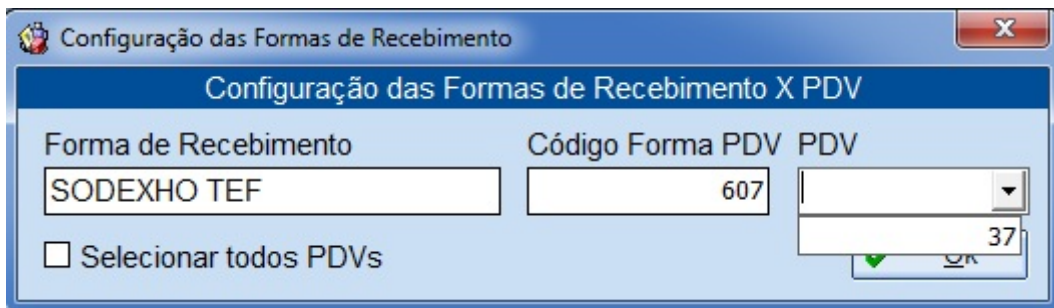 Configuração das Formas de Recebimento
Configuração das Formas de Recebimento X PDV
Forma de Recebimento Código Forma PDV PDV
SODEXHO TEF 607
37
Selecionar todos PDVs